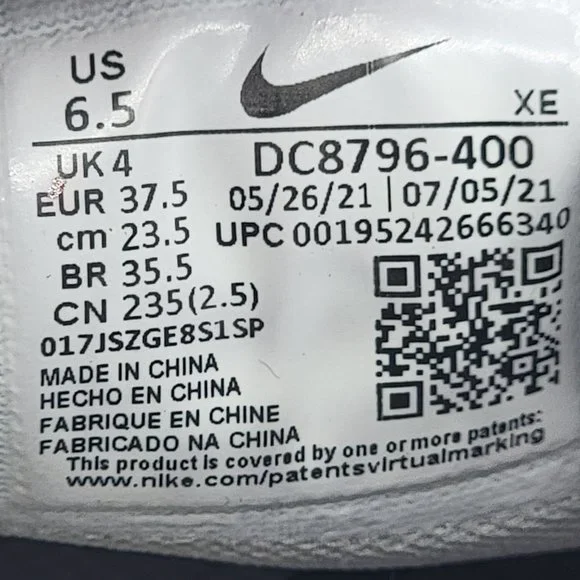 US
6.5
XE
UK 4
DC8796-400
EUR 37.5
05/26/21 | 07/05/21
cm 23.5
UPC 00195242666340
BR 35.5
CN 235(2.5)
017JSZGE8S1SP
MADE IN CHINA
HECHO EN CHINA
FABRIQUE EN CHINE
FABRICADO NA CHINA
This product is covered by one or more patents:
www.nike.com/patentsvirtualmarking